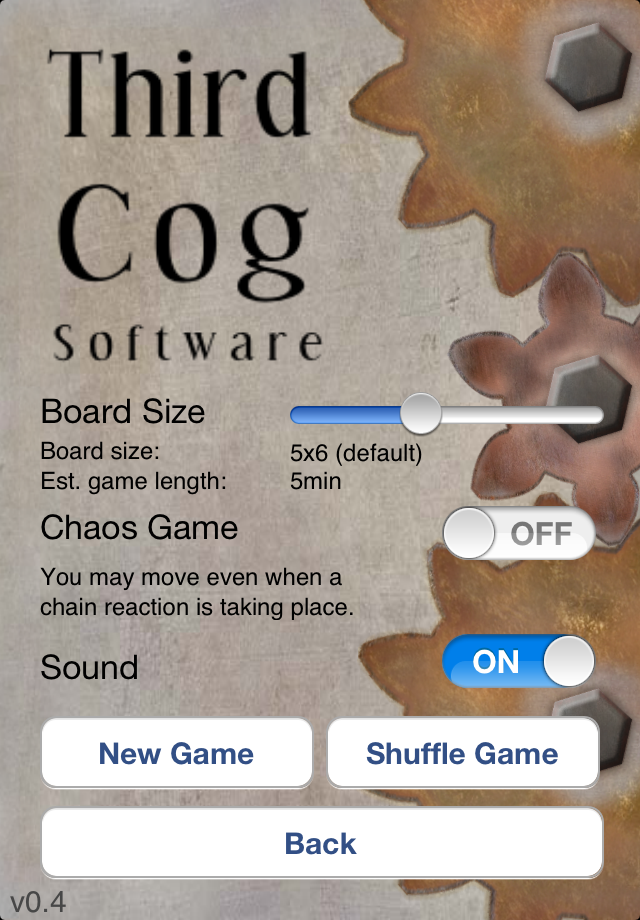 Third
Cog
Software
Board Size
Board size: 5x6 (default)
Est. game length: 5min
Chaos Game OFF
You may move even when a
chain reaction is taking place.
Sound ON
New Game Shuffle Game
Back
v0.4